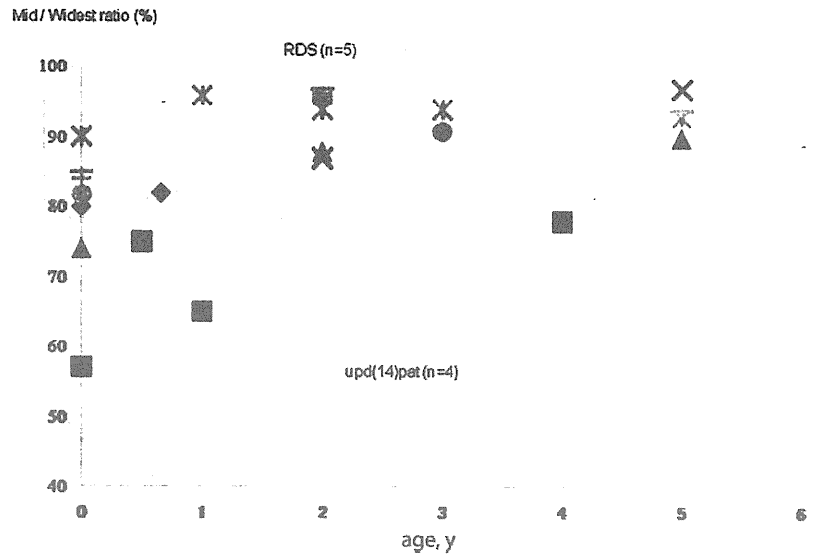 Mid / Widest ratio (%)
RDS (n=5)
100
90
80
70
60
upd(14)pat (n=4)
50
40
0 1 2 3 4 5 6
age, y